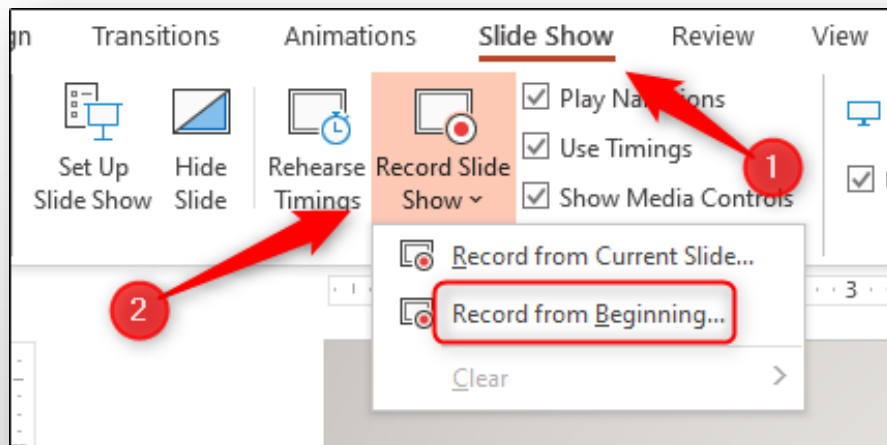 gn Transitions Animations Slide Show Review View
Set Up
Slide Show
Hide
Slide
Rehearse
Timings
Record Slide
Show
Play Narrations
Use Timings
Show Media Controls
1
2
Record from Current Slide...
Record from Beginning...
Clear
3